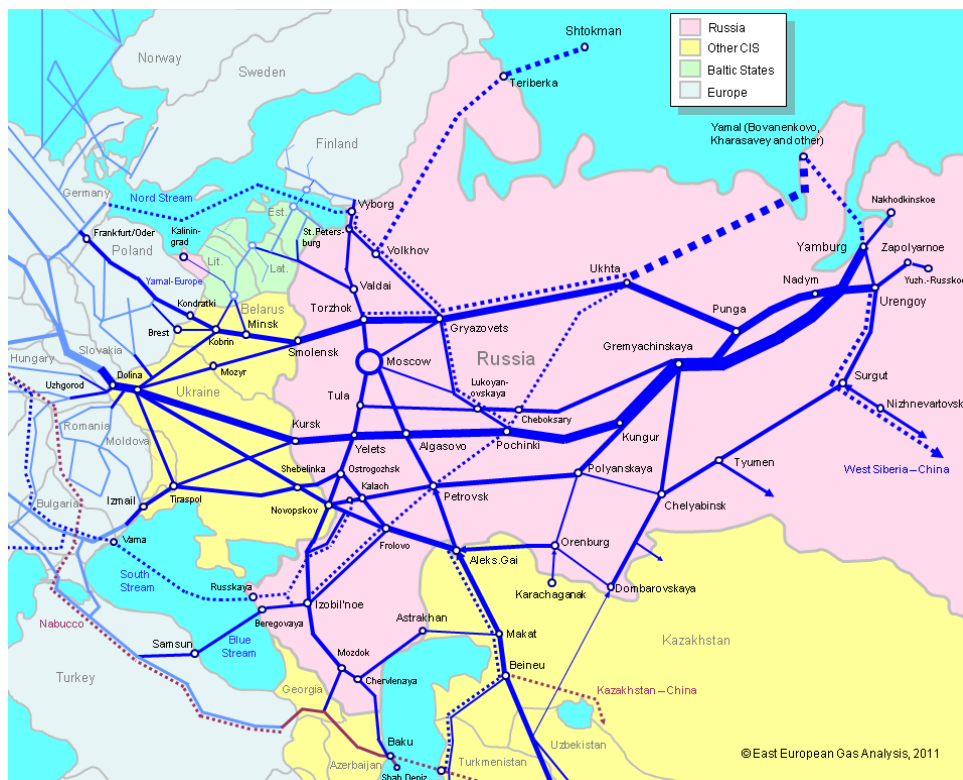 Russia
Other CIS
Baltic States
Europe
Shtokman
Teriberka
Norway
Sweden
Finland
Yamal (Bovanenkovo,
Kharasavey and other)
Germany
Nord Stream
Vyborg
Nakhodkinskoe
Frankfurt/Oder
Kalinin-
grad
Est.
St.Peters-
burg
Volkhov
Yamburg
Zapolyarnoe
Poland
Lit.
Lat.
Ukhta
Yuzh.-Russkoe
Yamal-Europe
Valdai
Nadym
Urengoy
Kondratki
Belarus
Torzhok
Punga
Brest
Minsk
Gryazovets
Kobrin
Smolensk
Gremyachinskaya
Slovakia
Moscow
Russia
Hungary
Dolina
Mozyr
Lukoyan-
ovskaya
Surgut
Uzhgorod
Ukraine
Tula
Cheboksary
Nizhnevartovsk
Romania
Kursk
Kungur
Moldova
Yelets
Algasovo
Pochinki
Shebelinka
Ostrogozhsk
Polyanskaya
Tyumen
West Siberia–China
Kalach
Izmail
Tiraspol
Novopskov
Petrovsk
Chelyabinsk
Bulgaria
Varna
Frolovo
Orenburg
Aleks.Gai
South
Stream
Russkaya
Karachaganak
Dombarovskaya
Nabucco
Beregovaya
Izobil'noe
Astrakhan
Samsun
Blue
Stream
Makat
Kazakhstan
Mozdok
Beineu
Turkey
Chervlenaya
Georgia
Kazakhstan–China
Baku
Uzbekistan
©East European Gas Analysis, 2011
Azerbaijan
Turkmenistan
Shah Deniz